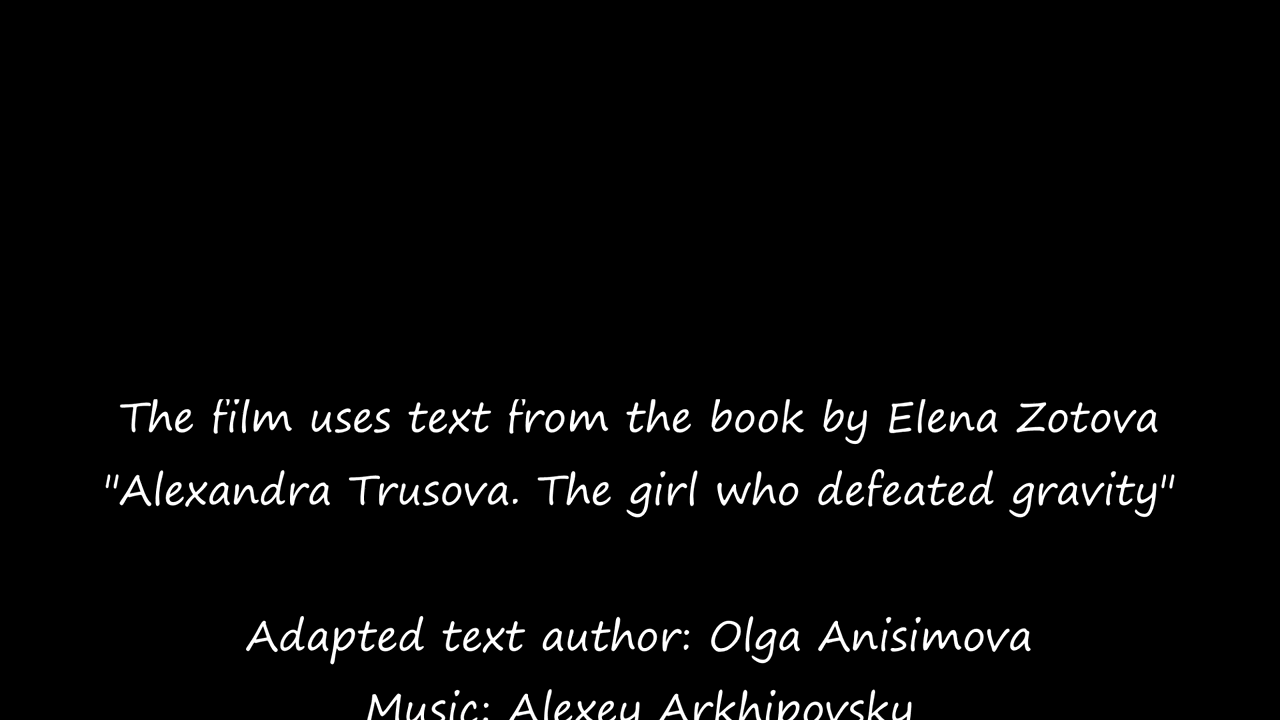 The film uses text from the book by Elena Zotova
"Alexandra Trusova. The girl who defeated gravity"
Adapted text author: Olga Anisimova
Music: Alexey Arkhipovsky